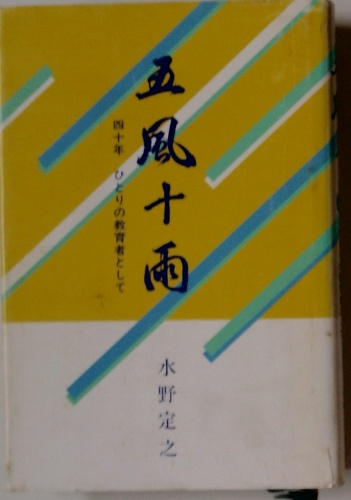 五風十雨
四十年 ひとりの教育者として
水野定之